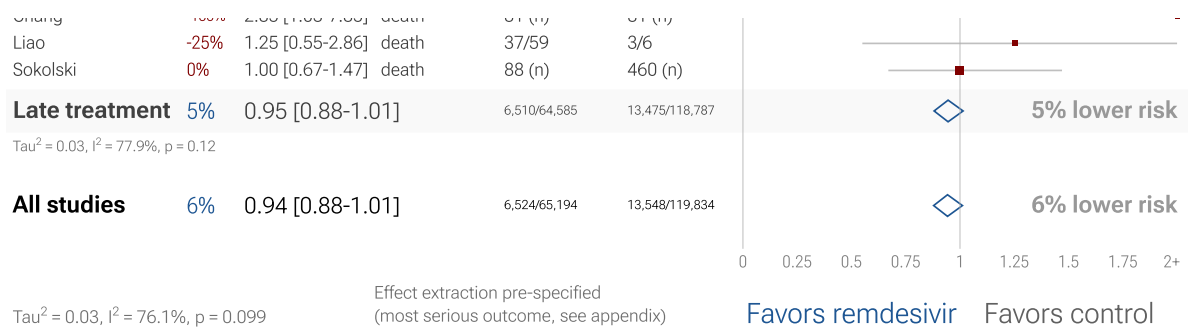 Liao -25% 1.25 [0.55-2.86] death 37/59 3/6
Sokolski 0% 1.00 [0.67-1.47] death 88 (n) 460 (n)
Late treatment 5% 0.95 [0.88-1.01] 6,510/64,585 13,475/118,787 5% lower risk
Tau² = 0.03, I² = 77.9%, p = 0.12
All studies 6% 0.94 [0.88-1.01] 6,524/65,194 13,548/119,834 6% lower risk
0 0.25 0.5 0.75 1 1.25 1.5 1.75 2+
Effect extraction pre-specified
Tau² = 0.03, I² = 76.1%, p = 0.099 (most serious outcome, see appendix) Favors remdesivir Favors control